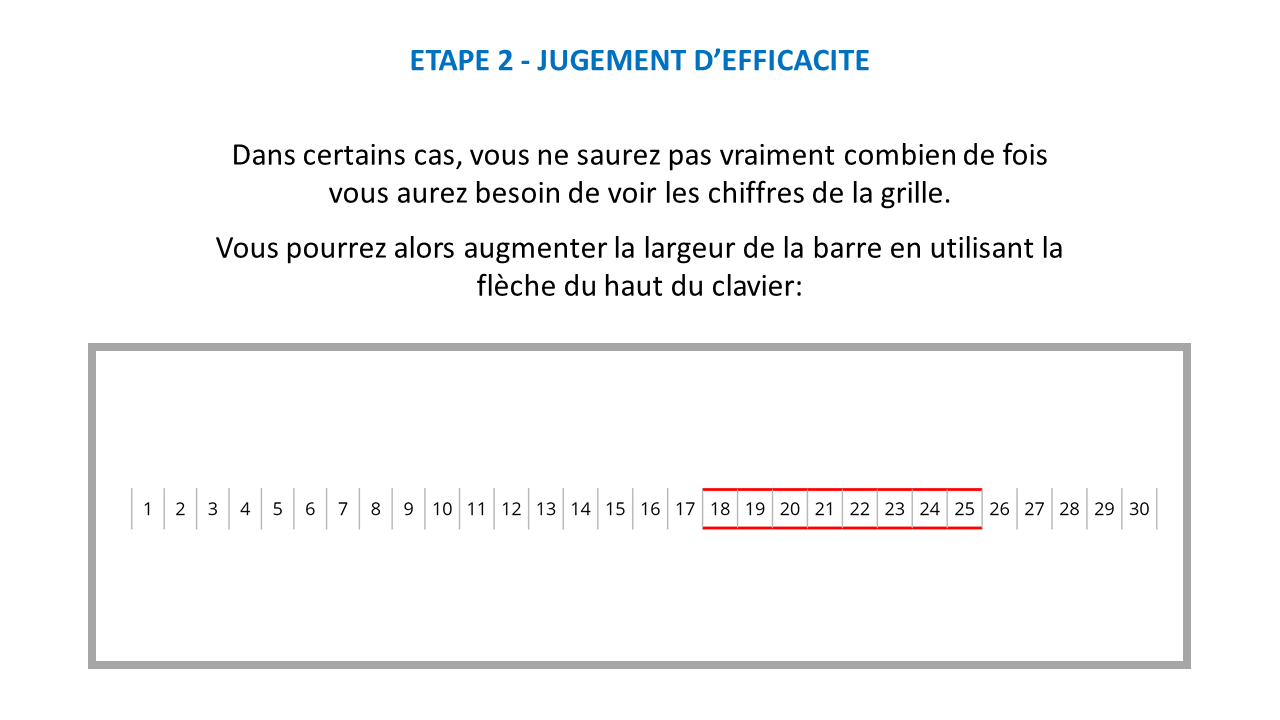 ETAPE 2 - JUGEMENT D’EFFICACITE
Dans certains cas, vous ne saurez pas vraiment combien de fois
vous aurez besoin de voir les chiffres de la grille.
Vous pourrez alors augmenter la largeur de la barre en utilisant la
flèche du haut du clavier:
1 2 3 4 5 6 7 8 9 10 11 12 13 14 15 16 17 18 19 20 21 22 23 24 25 26 27 28 29 30